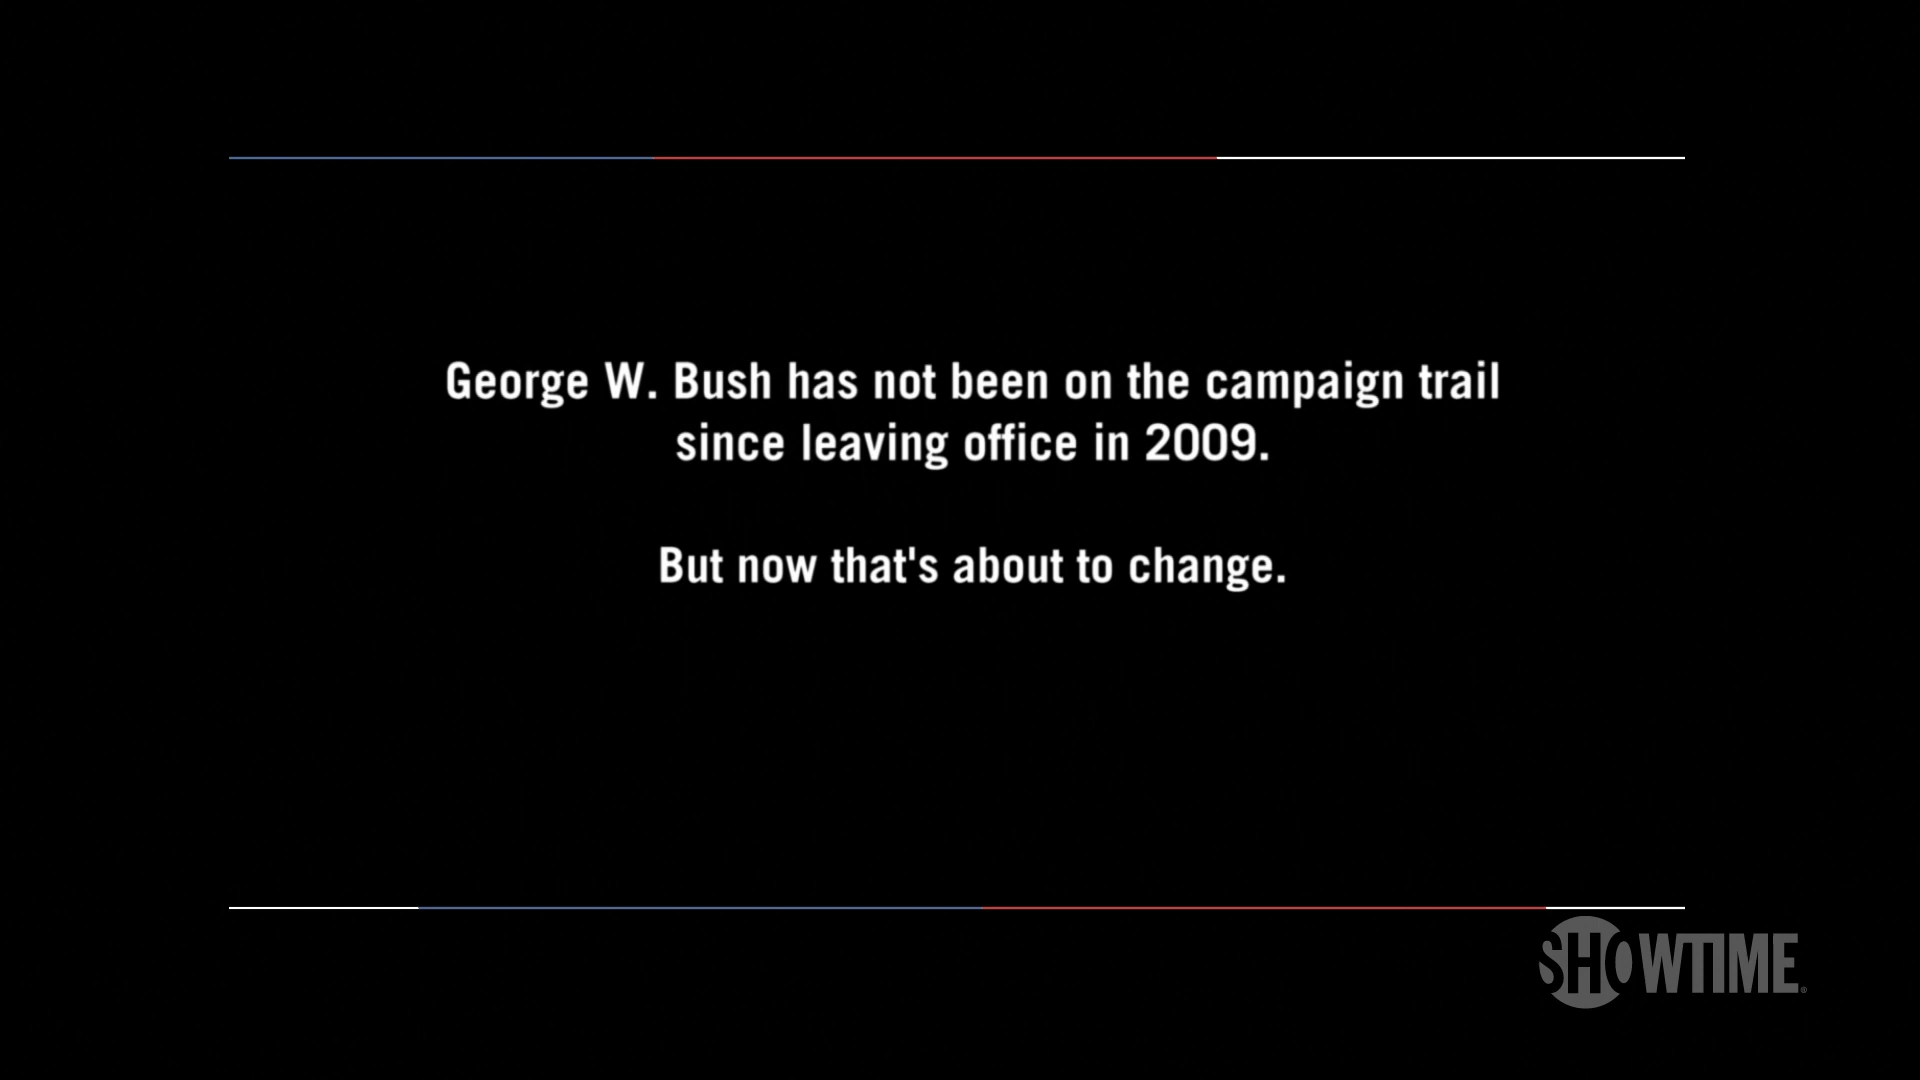 George W. Bush has not been on the campaign trail
since leaving office in 2009.
But now that's about to change.
SHOWTIME®